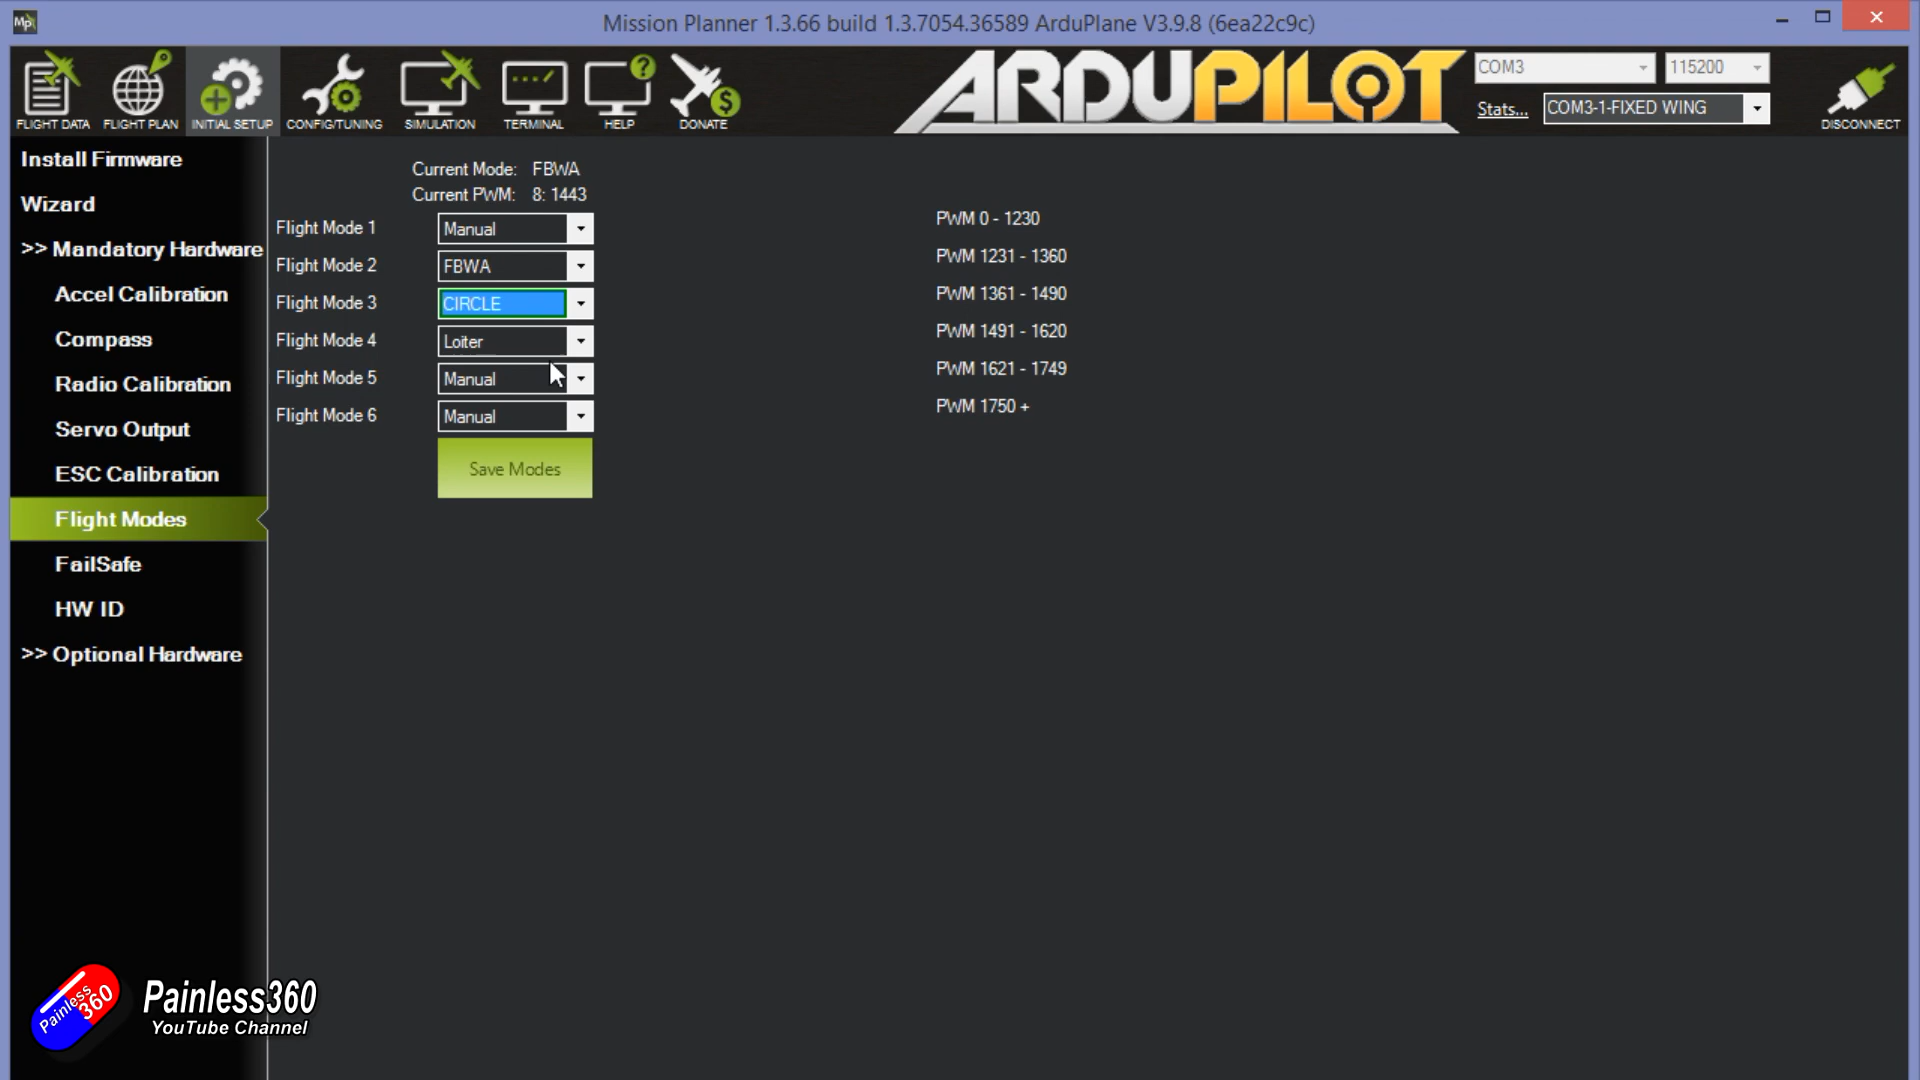 Mp
Mission Planner 1.3.66 build 1.3.7054.36589 ArduPlane V3.9.8 (6ea22c9c)
FLIGHT DATA
FLIGHT PLAN
INITIAL SETUP
CONFIG/TUNING
SIMULATION
TERMINAL
HELP
DONATE
ARDUPILOT
COM3
115200
Stats...
COM3-1-FIXED WING
DISCONNECT
Install Firmware
Wizard
>> Mandatory Hardware
Accel Calibration
Compass
Radio Calibration
Servo Output
ESC Calibration
Flight Modes
FailSafe
HW ID
>> Optional Hardware
Current Mode: FBWA
Current PWM: 8: 1443
Flight Mode 1 Manual PWM 0 - 1230
Flight Mode 2 FBWA PWM 1231 - 1360
Flight Mode 3 CIRCLE PWM 1361 - 1490
Flight Mode 4 Loiter PWM 1491 - 1620
Flight Mode 5 Manual PWM 1621 - 1749
Flight Mode 6 Manual PWM 1750 +
Save Modes
Painless
360
Painless360
YouTube Channel